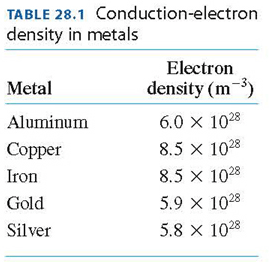 TABLE 28.1 Conduction-electron
density in metals
Metal Electron density (m⁻³)
Aluminum 6.0 × 10²⁸
Copper 8.5 × 10²⁸
Iron 8.5 × 10²⁸
Gold 5.9 × 10²⁸
Silver 5.8 × 10²⁸